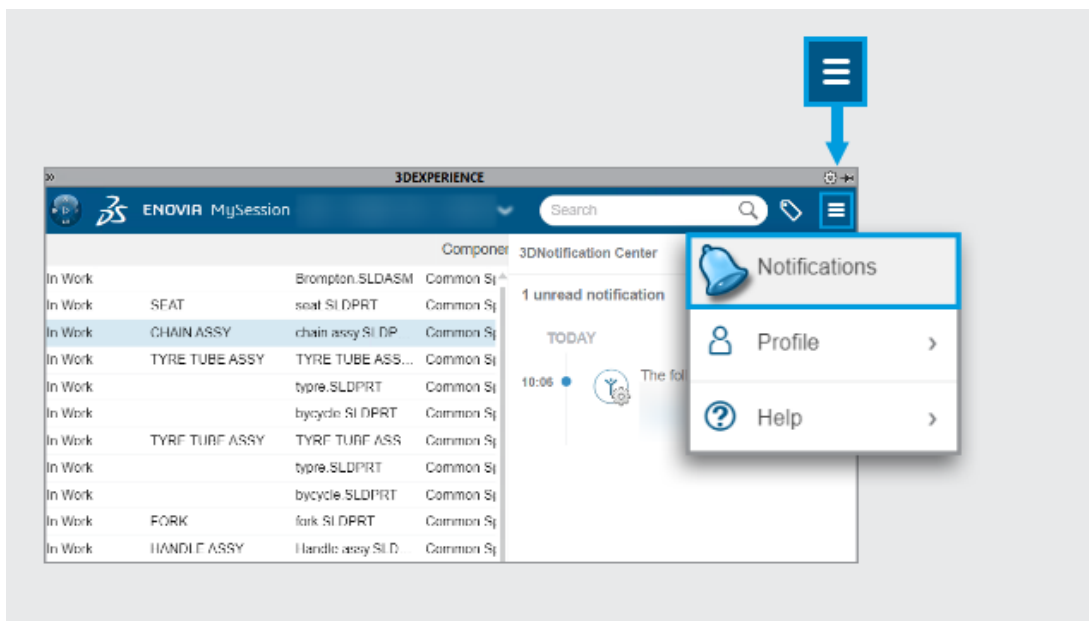 3DEXPERIENCE
ENOVIA MySession
Search
Componen
3DNotification Center
Notifications
In Work Brompton.SLDASM Common Sp
1 unread notification
In Work SEAT seat SLDPRT Common Sp
In Work CHAIN ASSY chain assy SLDP Common Sp
TODAY
Profile
In Work TYRE TUBE ASSY TYRE TUBE ASS... Common Sp
In Work typre.SLDPRT Common Sp
10:06
The fol
In Work bycycle SLDPRT Common Sp
Help
In Work TYRE TUBE ASSY TYRE TUBE ASS Common Sp
In Work typre.SLDPRT Common Sp
In Work bycycle.SLDPRT Common Sp
In Work FORK fork SLDPRT Common Sp
In Work HANDLE ASSY Handle assy SLD... Common Sp